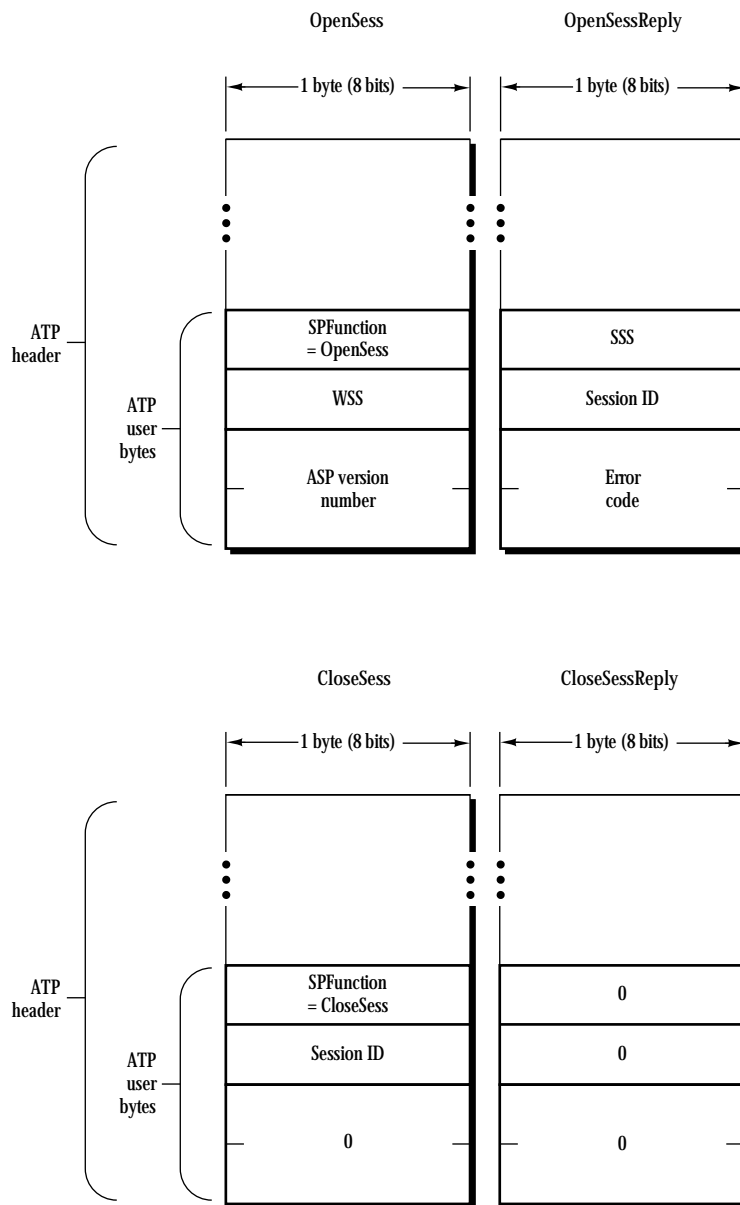 OpenSess
OpenSessReply
1 byte (8 bits)
1 byte (8 bits)
ATP
header
ATP
user
bytes
SPFunction
= OpenSess
SSS
WSS
Session ID
ASP version
number
Error
code
CloseSess
CloseSessReply
1 byte (8 bits)
1 byte (8 bits)
ATP
header
ATP
user
bytes
SPFunction
= CloseSess
0
Session ID
0
0
0